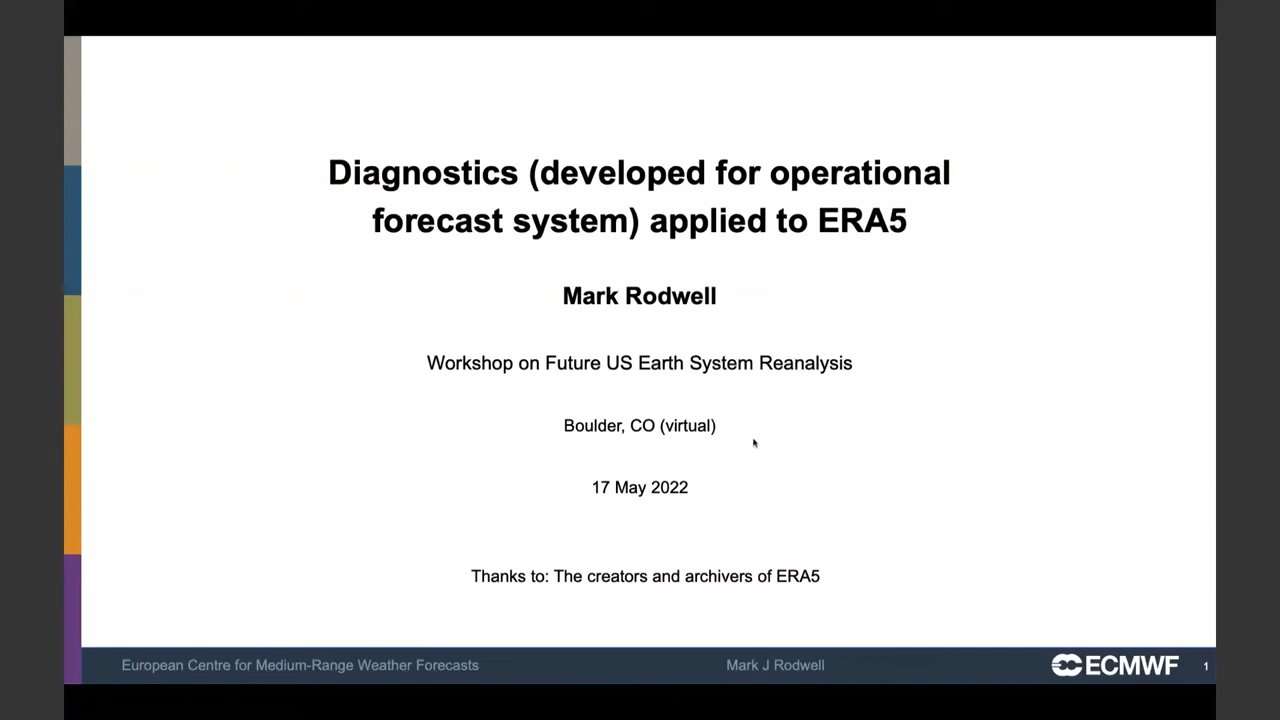 Diagnostics (developed for operational
forecast system) applied to ERA5
Mark Rodwell
Workshop on Future US Earth System Reanalysis
Boulder, CO (virtual)
17 May 2022
Thanks to: The creators and archivers of ERA5
European Centre for Medium-Range Weather Forecasts
Mark J Rodwell
ECMWF
1